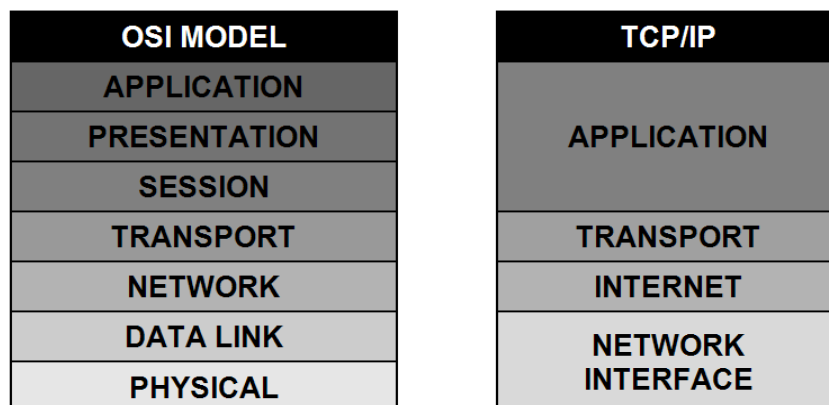 OSI MODEL
APPLICATION
PRESENTATION
SESSION
TRANSPORT
NETWORK
DATA LINK
PHYSICAL
TCP/IP
APPLICATION
TRANSPORT
INTERNET
NETWORK
INTERFACE